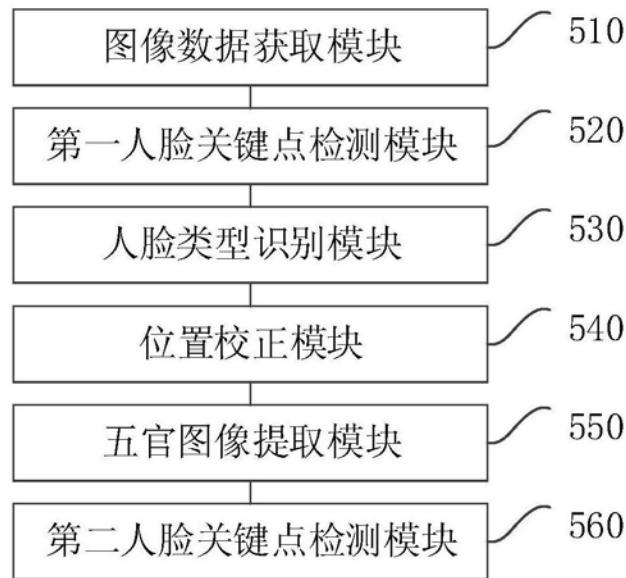 图像数据获取模块 510
第一人脸关键点检测模块 520
人脸类型识别模块 530
位置校正模块 540
五官图像提取模块 550
第二人脸关键点检测模块 560